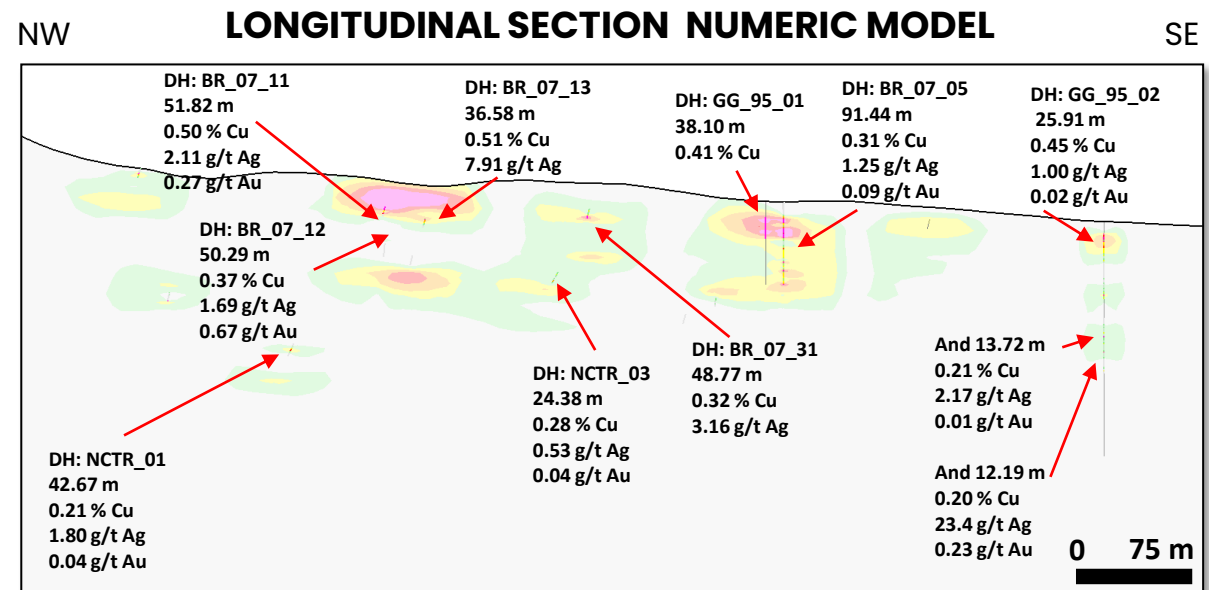 LONGITUDINAL SECTION NUMERIC MODEL
NW
SE
DH: BR_07_11
51.82 m
0.50 % Cu
2.11 g/t Ag
0.27 g/t Au
DH: BR_07_13
36.58 m
0.51 % Cu
7.91 g/t Ag
DH: GG_95_01
38.10 m
0.41 % Cu
DH: BR_07_05
91.44 m
0.31 % Cu
1.25 g/t Ag
0.09 g/t Au
DH: GG_95_02
25.91 m
0.45 % Cu
1.00 g/t Ag
0.02 g/t Au
DH: BR_07_12
50.29 m
0.37 % Cu
1.69 g/t Ag
0.67 g/t Au
DH: BR_07_31
48.77 m
0.32 % Cu
3.16 g/t Ag
And 13.72 m
0.21 % Cu
2.17 g/t Ag
0.01 g/t Au
DH: NCTR_03
24.38 m
0.28 % Cu
0.53 g/t Ag
0.04 g/t Au
DH: NCTR_01
42.67 m
0.21 % Cu
1.80 g/t Ag
0.04 g/t Au
And 12.19 m
0.20 % Cu
23.4 g/t Ag
0.23 g/t Au
0 75 m